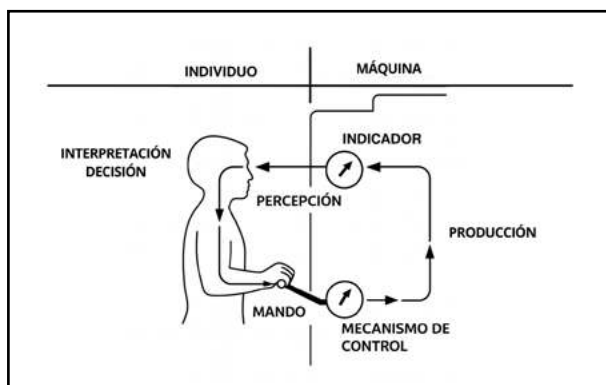 INDIVIDUO
MÁQUINA
INDICADOR
INTERPRETACIÓN
DECISIÓN
PERCEPCIÓN
PRODUCCIÓN
MANDO
MECANISMO DE
CONTROL